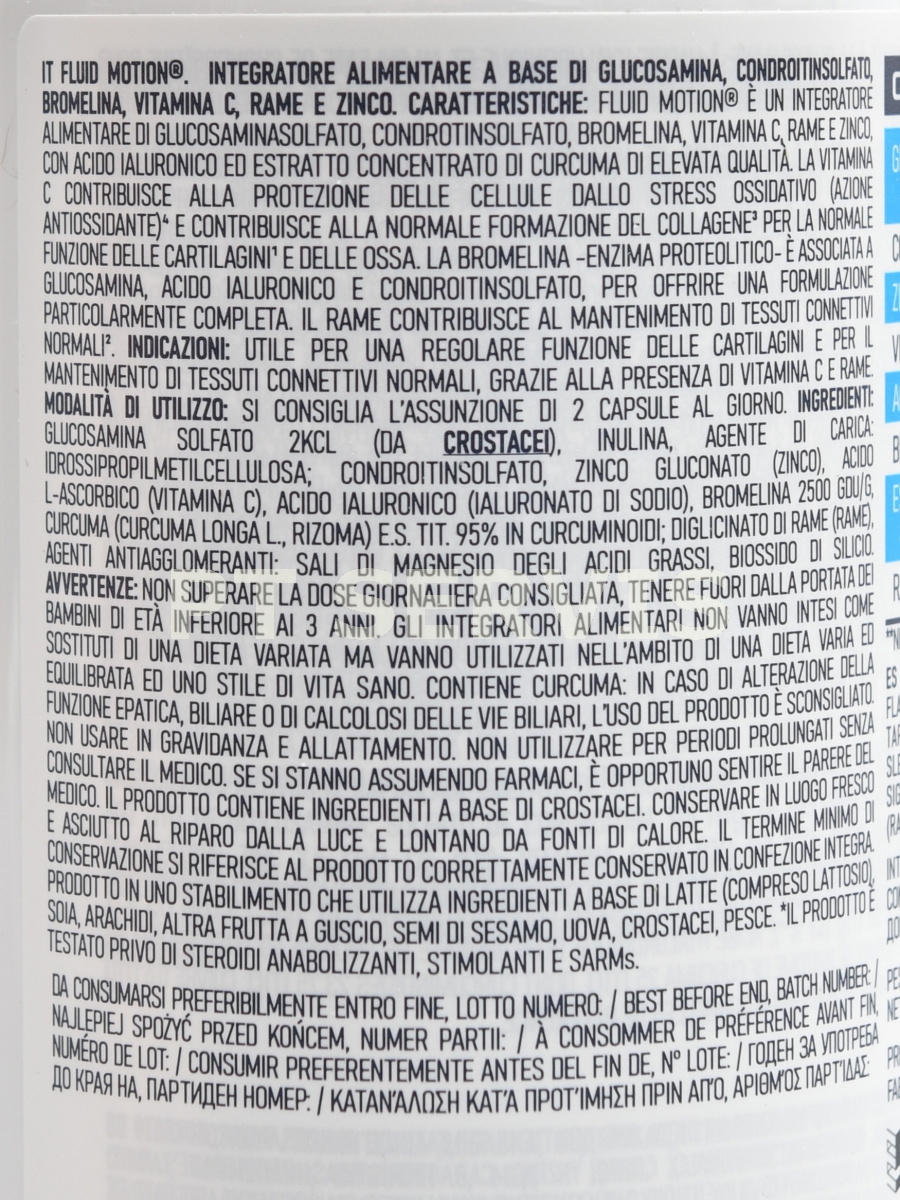 IT FLUID MOTION®. INTEGRATORE ALIMENTARE A BASE DI GLUCOSAMINA, CONDROITINSOLFATO,
BROMELINA, VITAMINA C, RAME E ZINCO. CARATTERISTICHE: FLUID MOTION® È UN INTEGRATORE
ALIMENTARE DI GLUCOSAMINASOLFATO, CONDROTINSOLFATO, BROMELINA, VITAMINA C, RAME E ZINCO,
CON ACIDO IALURONICO ED ESTRATTO CONCENTRATO DI CURCUMA DI ELEVATA QUALITÀ. LA VITAMINA
C CONTRIBUISCE ALLA PROTEZIONE DELLE CELLULE DALLO STRESS OSSIDATIVO (AZIONE
ANTIOSSIDANTE)⁴ E CONTRIBUISCE ALLA NORMALE FORMAZIONE DEL COLLAGENE³ PER LA NORMALE
FUNZIONE DELLE CARTILAGINI¹ E DELLE OSSA. LA BROMELINA -ENZIMA PROTEOLITICO- È ASSOCIATA A
GLUCOSAMINA, ACIDO IALURONICO E CONDROITINSOLFATO, PER OFFRIRE UNA FORMULAZIONE
PARTICOLARMENTE COMPLETA. IL RAME CONTRIBUISCE AL MANTENIMENTO DI TESSUTI CONNETTIVI
NORMALI². INDICAZIONI: UTILE PER UNA REGOLARE FUNZIONE DELLE CARTILAGINI E PER IL
MANTENIMENTO DI TESSUTI CONNETTIVI NORMALI, GRAZIE ALLA PRESENZA DI VITAMINA C E RAME.
MODALITÀ DI UTILIZZO: SI CONSIGLIA L'ASSUNZIONE DI 2 CAPSULE AL GIORNO. INGREDIENTI:
GLUCOSAMINA SOLFATO 2KCL (DA CROSTACEI), INULINA, AGENTE DI CARICA:
IDROSSIPROPILMETILCELLULOSA; CONDROITINSOLFATO, ZINCO GLUCONATO (ZINCO), ACIDO
L-ASCORBICO (VITAMINA C), ACIDO IALURONICO (IALURONATO DI SODIO), BROMELINA 2500 GDU/G,
CURCUMA (CURCUMA LONGA L., RIZOMA) E.S. TIT. 95% IN CURCUMINOIDI; DIGLICINATO DI RAME (RAME),
AGENTI ANTIAGGLOMERANTI: SALI DI MAGNESIO DEGLI ACIDI GRASSI, BIOSSIDO DI SILICIO.
AVVERTENZE: NON SUPERARE LA DOSE GIORNALIERA CONSIGLIATA, TENERE FUORI DALLA PORTATA DEI
BAMBINI DI ETÀ INFERIORE AI 3 ANNI. GLI INTEGRATORI ALIMENTARI NON VANNO INTESI COME
SOSTITUTI DI UNA DIETA VARIATA MA VANNO UTILIZZATI NELL'AMBITO DI UNA DIETA VARIA ED
EQUILIBRATA ED UNO STILE DI VITA SANO. CONTIENE CURCUMA: IN CASO DI ALTERAZIONE DELLA
FUNZIONE EPATICA, BILIARE O DI CALCOLOSI DELLE VIE BILIARI, L'USO DEL PRODOTTO È SCONSIGLIATO.
NON USARE IN GRAVIDANZA E ALLATTAMENTO. NON UTILIZZARE PER PERIODI PROLUNGATI SENZA
CONSULTARE IL MEDICO. SE SI STANNO ASSUMENDO FARMACI, È OPPORTUNO SENTIRE IL PARERE DEL
MEDICO. IL PRODOTTO CONTIENE INGREDIENTI A BASE DI CROSTACEI. CONSERVARE IN LUOGO FRESCO
E ASCIUTTO AL RIPARO DALLA LUCE E LONTANO DA FONTI DI CALORE. IL TERMINE MINIMO DI
CONSERVAZIONE SI RIFERISCE AL PRODOTTO CORRETTAMENTE CONSERVATO IN CONFEZIONE INTEGRA.
PRODOTTO IN UNO STABILIMENTO CHE UTILIZZA INGREDIENTI A BASE DI LATTE (COMPRESO LATTOSIO),
SOIA, ARACHIDI, ALTRA FRUTTA A GUSCIO, SEMI DI SESAMO, UOVA, CROSTACEI, PESCE. *IL PRODOTTO È
TESTATO PRIVO DI STEROIDI ANABOLIZZANTI, STIMOLANTI E SARMs.
DA CONSUMARSI PREFERIBILMENTE ENTRO FINE, LOTTO NUMERO: / BEST BEFORE END, BATCH NUMBER: /
NAJLEPIEJ SPOŻYĆ PRZED KOŃCEM, NUMER PARTII: / À CONSOMMER DE PRÉFÉRENCE AVANT FIN,
NUMÉRO DE LOT: / CONSUMIR PREFERENTEMENTE ANTES DEL FIN DE, Nº LOTE: / ГОДЕН ЗА УПОТРЕБА
ДО КРАЯ НА, ПАРТИДЕН НОМЕР: / ΚΑΤΑΝΆΛΩΣΗ ΚΑΤΆ ΠΡΟΤΊΜΗΣΗ ΠΡΙΝ ΑΠΌ, ΑΡΙΘΜΌΣ ΠΑΡΤΊΔΑΣ: